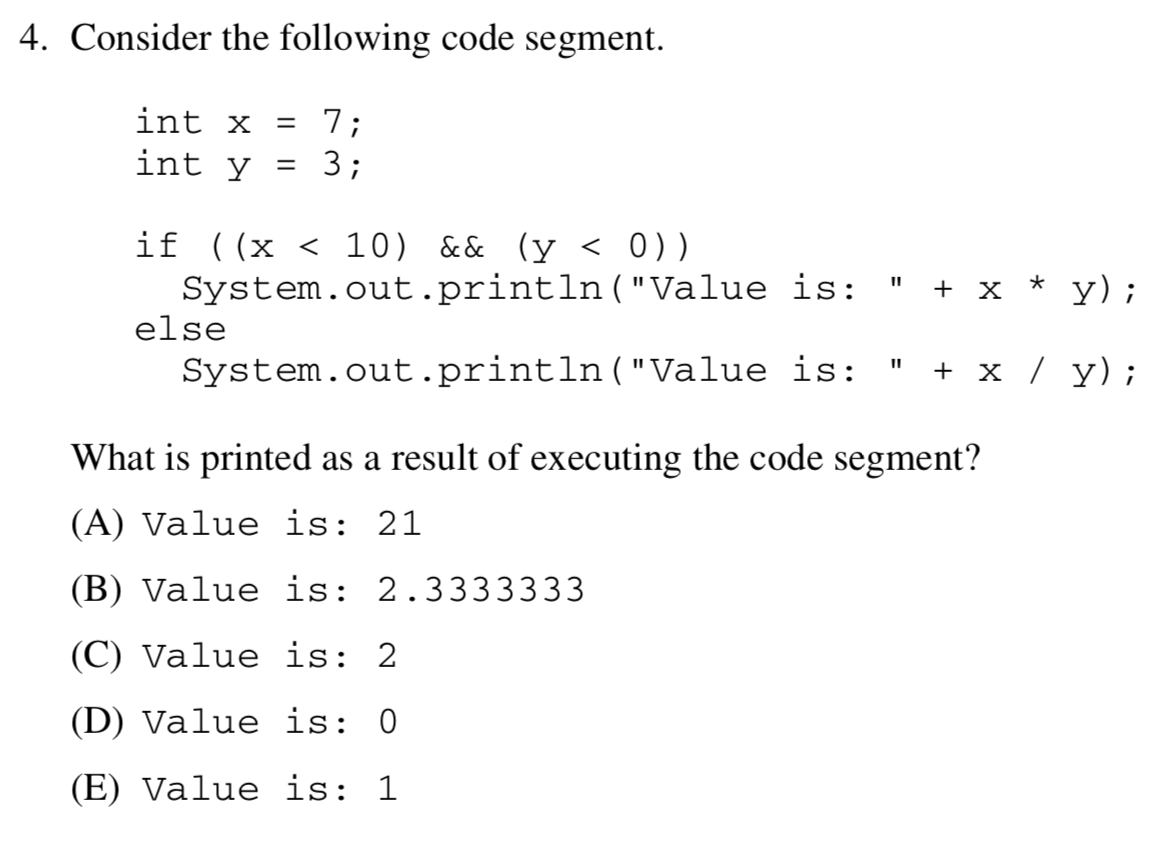 4. Consider the following code segment.
int x = 7;
int y = 3;
if ((x < 10) && (y < 0))
System.out.println("Value is: " + x * y);
else
System.out.println("Value is: " + x / y);
What is printed as a result of executing the code segment?
(A) Value is: 21
(B) Value is: 2.3333333
(C) Value is: 2
(D) Value is: 0
(E) Value is: 1